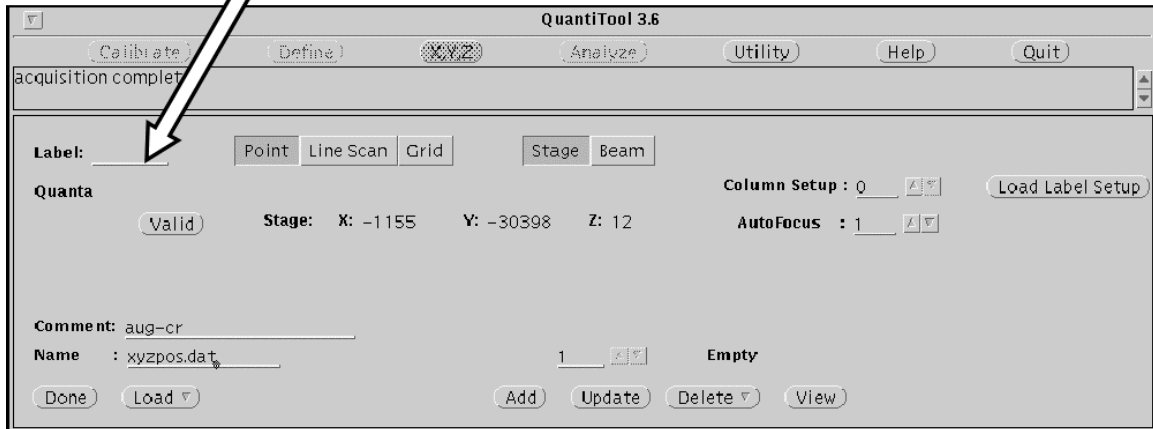 QuantiTool 3.6
Calibrate Define X,Y,Z Analyze Utility Help Quit
acquisition complet
Label: Point Line Scan Grid Stage Beam
Quanta Column Setup : 0 Load Label Setup
Valid Stage: X: -1155 Y: -30398 Z: 12 AutoFocus : 1
Comment: aug-cr
Name : xyzpos.dat 1 Empty
Done Load Add Update Delete View